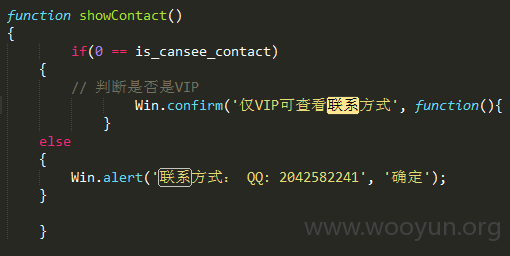 function showContact()
{
if(0 == is_cansee_contact)
{
// 判断是否是VIP
Win.confirm('仅VIP可查看联系方式', function(){
}
else
{
Win.alert('联系方式： QQ: 2042582241', '确定');
}
}
www.wooyun.org